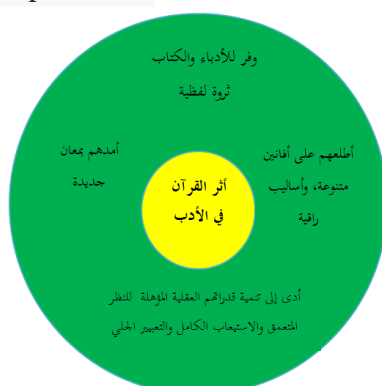 وفر للأدباء والكتاب
ثروة لفظية
أطلعهم على أفانين
متنوعة، وأساليب
راقية
أمدهم بمعان
جديدة
أثر القرآن
في الأدب
أدى إلى تنمية قدراتهم العقلية المؤهلة للنظر
المتعمق والاستيعاب الكامل والتعبير الجلي